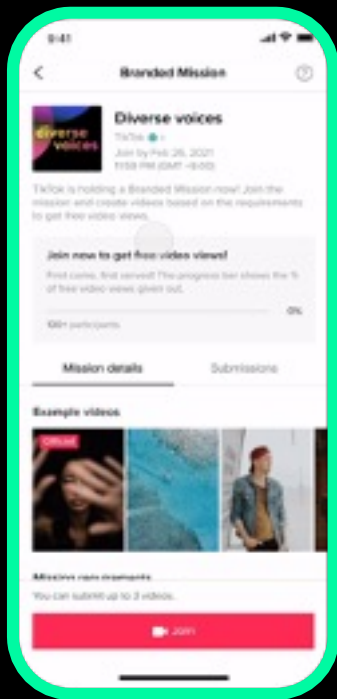 9:41
Branded Mission
diverse
voices
Diverse voices
TikTok
Join by Feb 26, 2021
11:59 PM (GMT
TikTok is holding a Branded Mission now! Join the
mission and create videos based on the requirements
to get free video views.
Join now to get free video views!
First come, first served! The progress bar shows the %
of free video views given out.
0%
100+ participants
Mission details
Submissions
Example videos
Official
Mission requirements
You can submit up to 3 videos.
Join